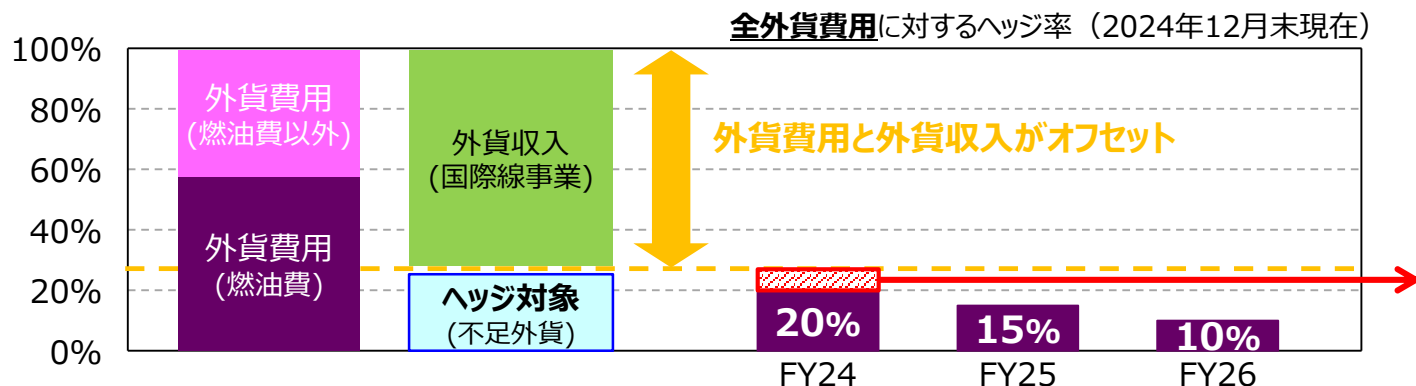 全外貨費用に対するヘッジ率（2024年12月末現在）
100%
80%
60%
40%
20%
0%
外貨費用
(燃油費以外)
外貨費用
(燃油費)
外貨収入
(国際線事業)
ヘッジ対象
(不足外貨)
外貨費用と外貨収入がオフセット
20%
15%
10%
FY24
FY25
FY26